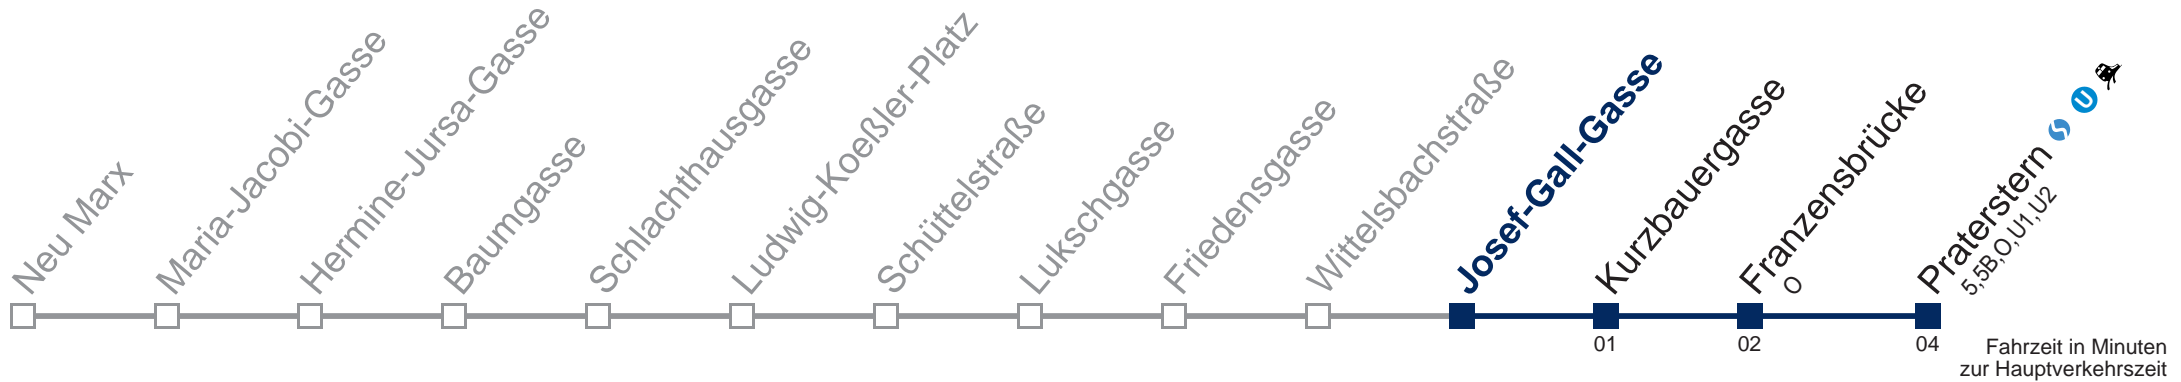 Neu Marx
Maria-Jacobi-Gasse
Hermine-Jursa-Gasse
Baumgasse
Schlachthausgasse
Ludwig-Koeßler-Platz
Schüttelstraße
Lukschgasse
Friedensgasse
Wittelsbachstraße
Josef-Gall-Gasse
Kurzbauergasse
01
Franzensbrücke
O
02
Praterstern S U
5,5B,O,U1,U2
04
Fahrzeit in Minuten
zur Hauptverkehrszeit